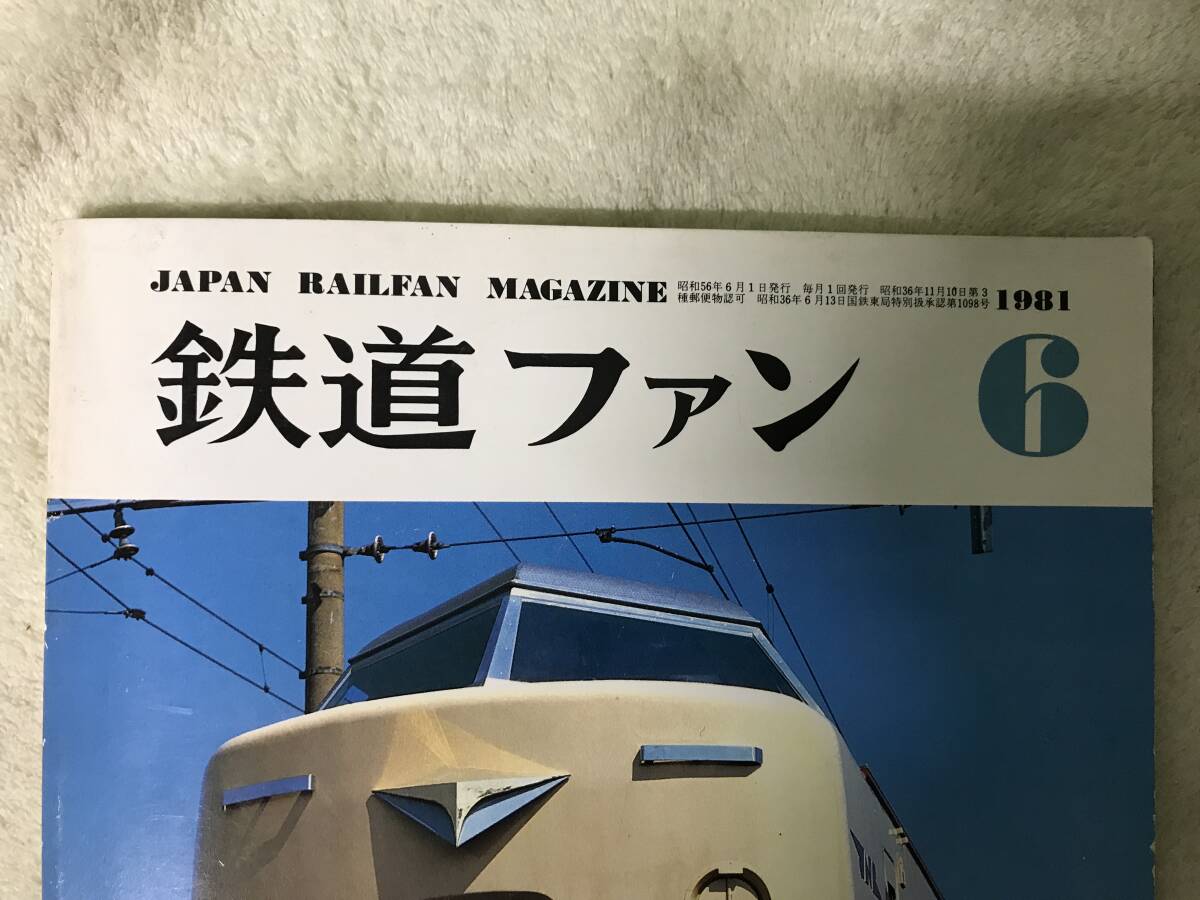 JAPAN RAILFAN MAGAZINE
昭和56年6月1日発行 毎月1回発行 昭和36年11月10日第3
種郵便物認可 昭和36年6月13日国鉄東局特別扱承認第1098号
1981
鉄道ファン
6
JNR